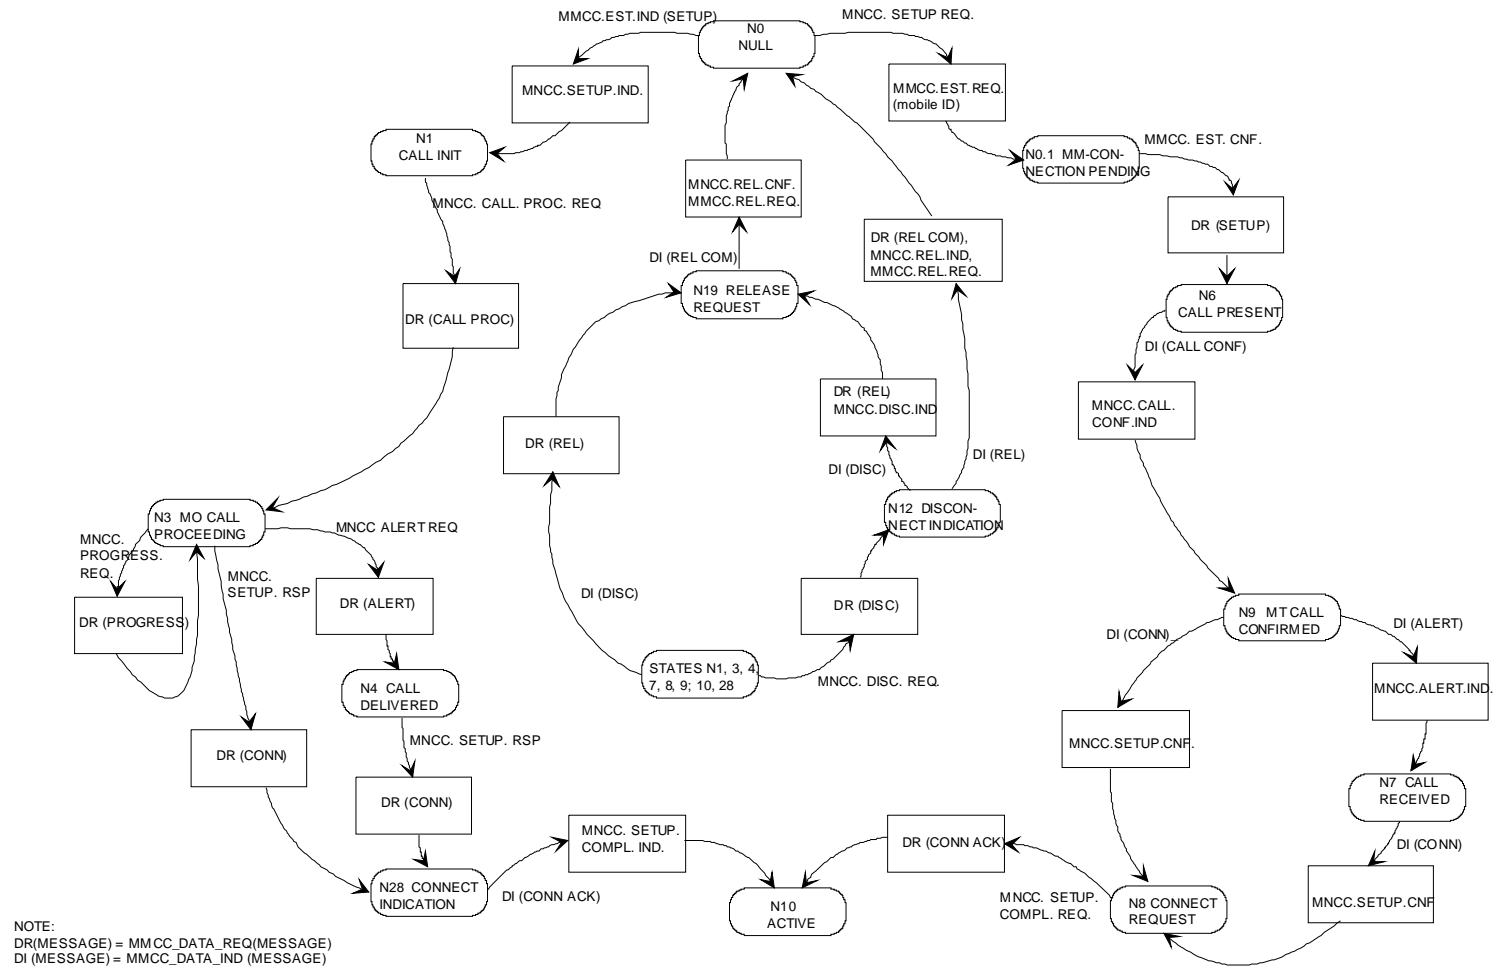 MMCC.EST.IND (SETUP)
N0
NULL
MNCC. SETUP REQ.
MNCC.SETUP.IND.
MMCC.EST.REQ.
(mobile ID)
N1
CALL INIT
N0.1 MM-CON-
NECTION PENDING
MMCC. EST. CNF.
MNCC. CALL. PROC. REQ
MNCC.REL.CNF.
MMCC.REL.REQ.
DR (SETUP)
DI (REL COM)
DR (REL COM),
MNCC.REL.IND,
MMCC.REL.REQ.
N19 RELEASE
REQUEST
N6
CALL PRESENT
DR (CALL PROC)
DI (CALL CONF)
DR (REL)
MNCC.DISC.IND
MNCC.CALL.
CONF.IND
DR (REL)
DI (DISC)
DI (REL)
N3 MO CALL
PROCEEDING
MNCC ALERT REQ
N12 DISCON-
NECT INDICATION
MNCC.
PROGRESS.
REQ.
MNCC.
SETUP. RSP
DI (DISC)
DR (PROGRESS)
DR (ALERT)
DR (DISC)
N9 MT CALL
CONFIRMED
DI (CONN)
DI (ALERT)
STATES N1, 3, 4,
7, 8, 9; 10, 28
MNCC. DISC. REQ.
N4 CALL
DELIVERED
MNCC.ALERT.IND.
MNCC. SETUP. RSP
DR (CONN)
MNCC.SETUP.CNF.
DR (CONN)
N7 CALL
RECEIVED
MNCC. SETUP.
COMPL. IND.
DR (CONN ACK)
DI (CONN)
N28 CONNECT
INDICATION
DI (CONN ACK)
N10
ACTIVE
MNCC. SETUP.
COMPL. REQ.
N8 CONNECT
REQUEST
MNCC.SETUP.CNF
NOTE:
DR(MESSAGE) = MMCC_DATA_REQ(MESSAGE)
DI (MESSAGE) = MMCC_DATA_IND (MESSAGE)